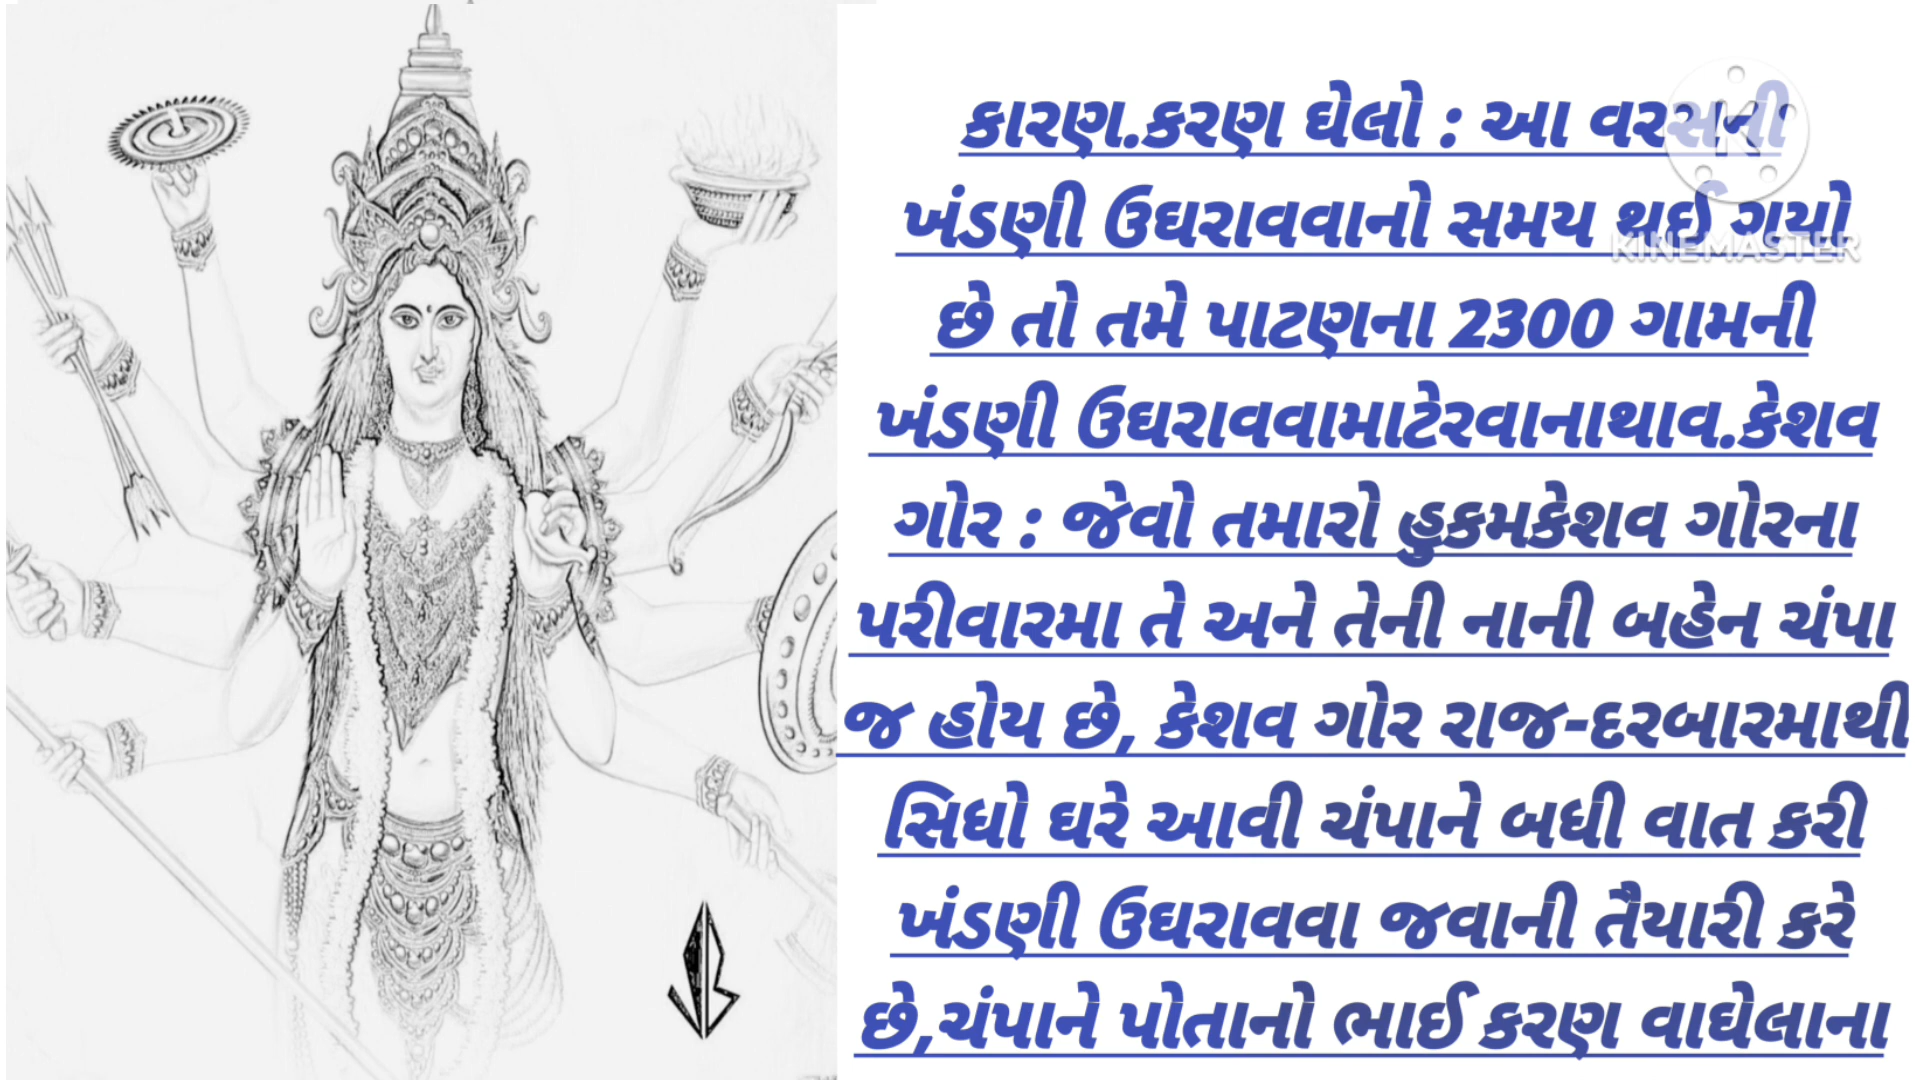 કારણ.કરણ ઘેલો : આ વરસની
ખંડણી ઉઘરાવવાનો સમય થઈ ગયો
છે તો તમે પાટણના 2300 ગામની
ખંડણી ઉઘરાવવામાટેરવાનાથાવ.કેશવ
ગોર : જેવો તમારો હુકમકેશવ ગોરના
પરીવારમા તે અને તેની નાની બહેન ચંપા
જ હોય છે, કેશવ ગોર રાજ-દરબારમાથી
સિધો ઘરે આવી ચંપાને બધી વાત કરી
ખંડણી ઉઘરાવવા જવાની તૈયારી કરે
છે,ચંપાને પોતાનો ભાઈ કરણ વાઘેલાના
KINEMASTER